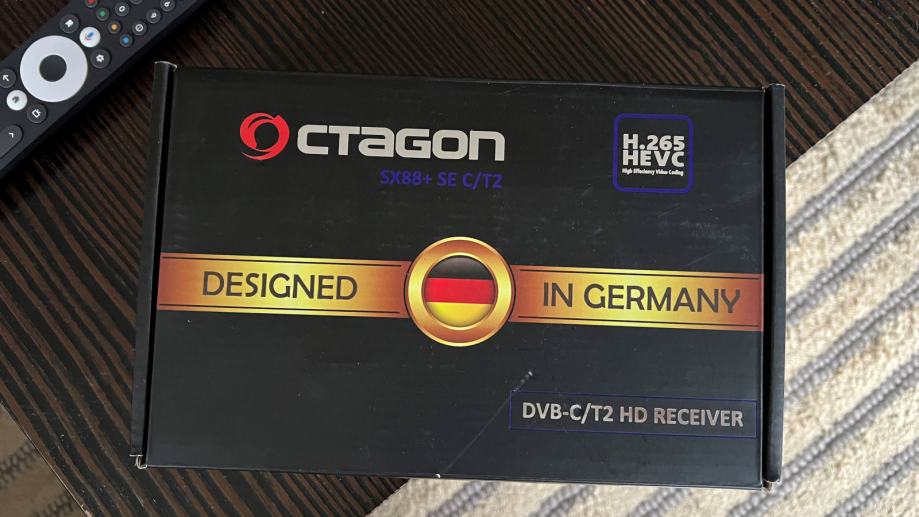 OCTAGON
SX88+ SE C/T2
H.265
HEVC
High Efficiency Video Coding
DESIGNED IN GERMANY
DVB-C/T2 HD RECEIVER